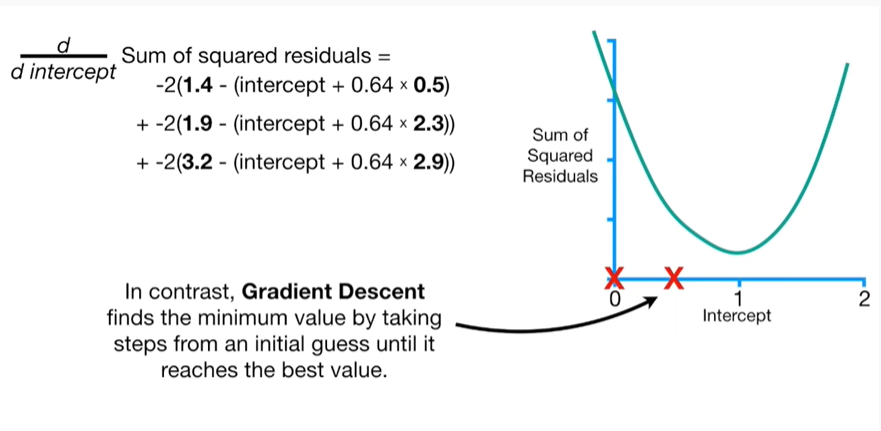 d
d intercept
Sum of squared residuals =
-2(1.4 - (intercept + 0.64 × 0.5)
+ -2(1.9 - (intercept + 0.64 × 2.3))
+ -2(3.2 - (intercept + 0.64 × 2.9))
In contrast, Gradient Descent
finds the minimum value by taking
steps from an initial guess until it
reaches the best value.
Sum of
Squared
Residuals
X X
0 1 2
Intercept